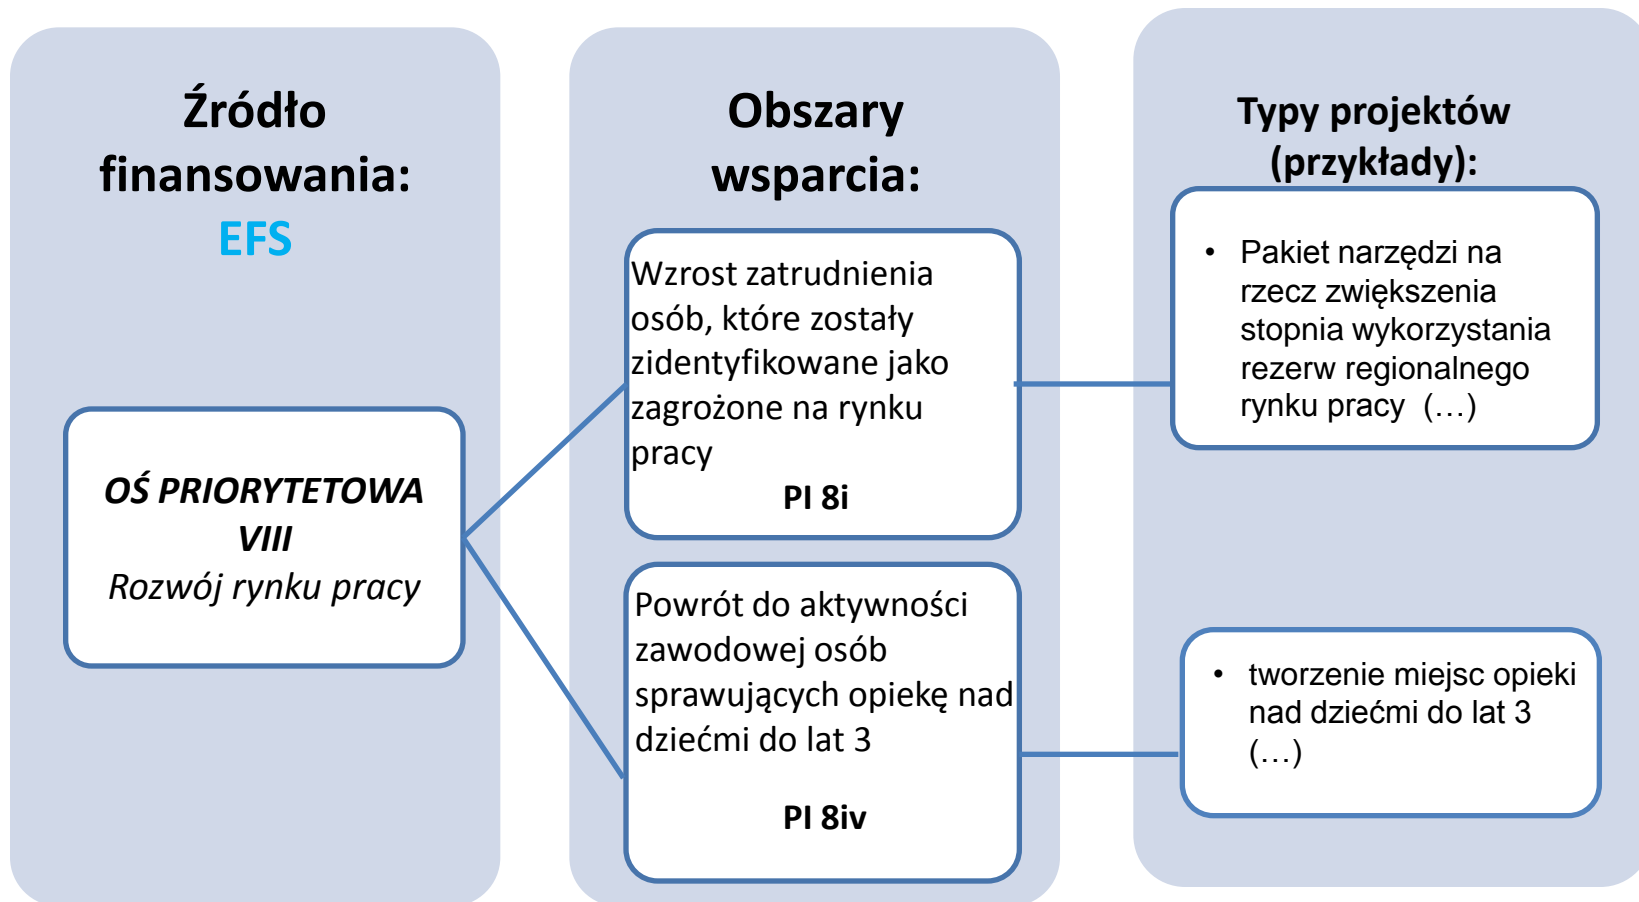 Źródło
finansowania:
EFS
OŚ PRIORYTETOWA
VIII
Rozwój rynku pracy
Obszary
wsparcia:
Wzrost zatrudnienia
osób, które zostały
zidentyfikowane jako
zagrożone na rynku
pracy
PI 8i
Powrót do aktywności
zawodowej osób
sprawujących opiekę nad
dziećmi do lat 3
PI 8iv
Typy projektów
(przykłady):
• Pakiet narzędzi na
rzecz zwiększenia
stopnia wykorzystania
rezerw regionalnego
rynku pracy (…)
• tworzenie miejsc opieki
nad dziećmi do lat 3
(…)